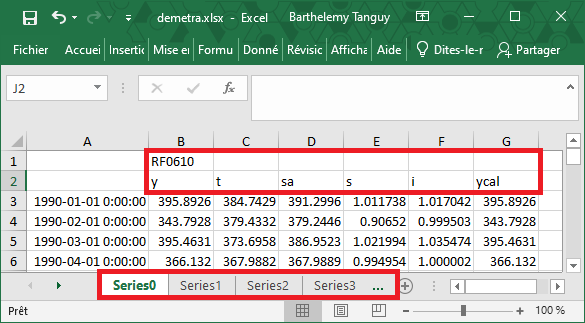 demetra.xlsx - Excel Barthelemy Tanguy
Fichier Accuei Insertic Mise er Formu Donné Révisic Afficha Aide Dites-le r Partager
J2 fx
A B C D E F G
1 RF0610
2 y t sa s i ycal
3 1990-01-01 0:00:00 395.8926 384.7429 391.2996 1.011738 1.017042 395.8926
4 1990-02-01 0:00:00 343.7928 379.4332 379.2446 0.90652 0.999503 343.7928
5 1990-03-01 0:00:00 395.4631 373.6958 386.9523 1.021994 1.035474 395.4631
6 1990-04-01 0:00:00 366.132 367.9882 367.9889 0.994954 1.000002 366.132
Series0 Series1 Series2 Series3 ...
Prêt 100 %